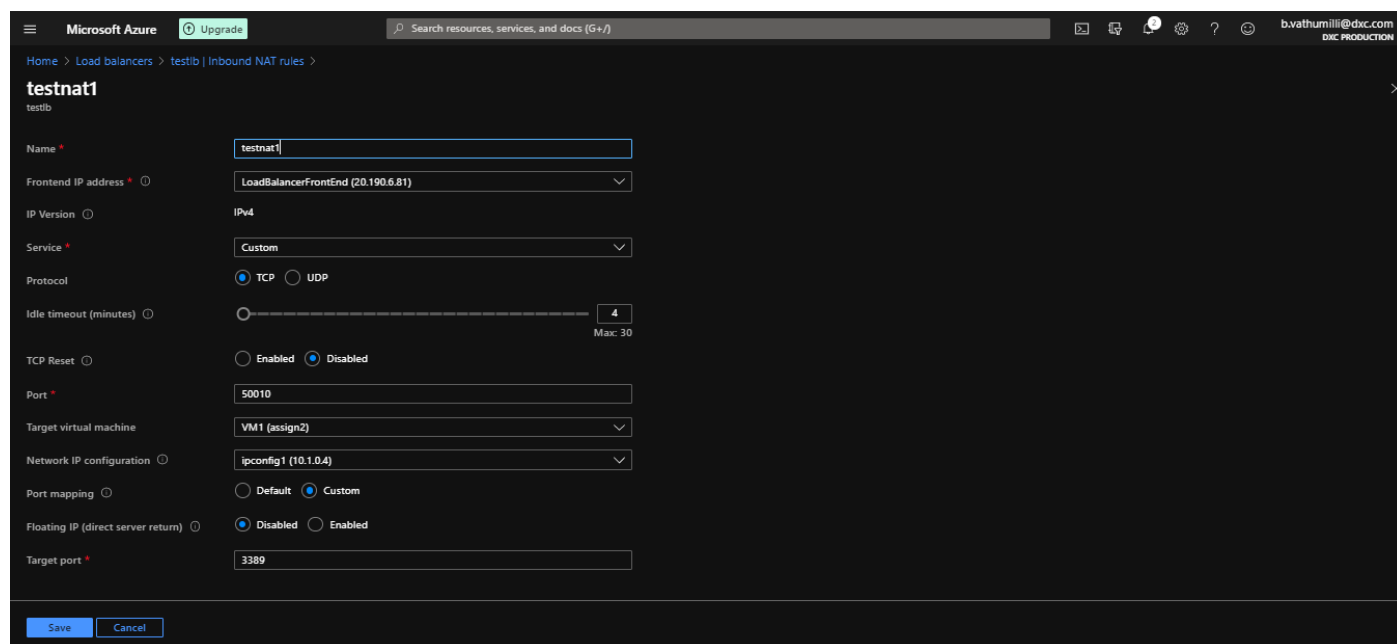 Microsoft Azure Upgrade Search resources, services, and docs (G+/) 2 b.vathumilli@dxc.com
DXC PRODUCTION
Home > Load balancers > testlb | Inbound NAT rules >
testnat1
testlb
Name * testnat1
Frontend IP address * LoadBalancerFrontEnd (20.190.6.81)
IP Version IPv4
Service * Custom
Protocol TCP UDP
Idle timeout (minutes) 4
Max: 30
TCP Reset Enabled Disabled
Port * 50010
Target virtual machine VM1 (assign2)
Network IP configuration ipconfig1 (10.1.0.4)
Port mapping Default Custom
Floating IP (direct server return) Disabled Enabled
Target port * 3389
Save Cancel